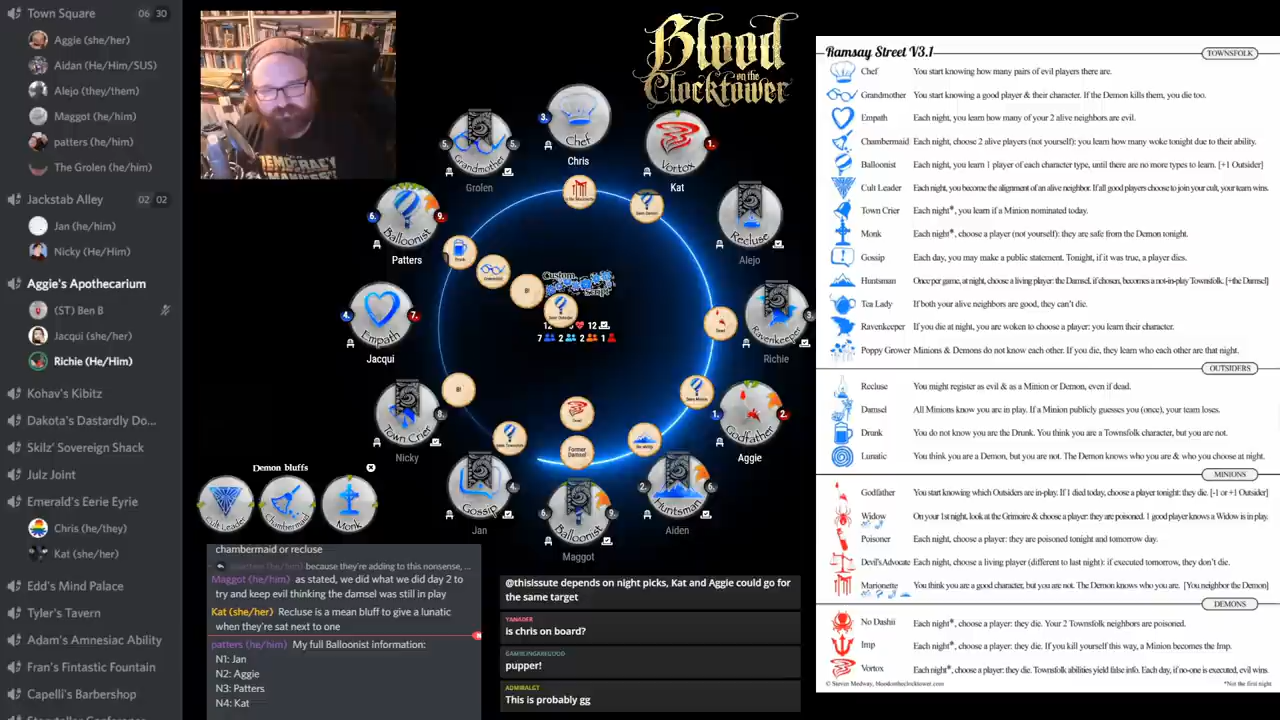 Town Square
06 30
Aggie (she/her)
Aidan (He/Him/SUS)
Alejo (they/them)
Maggot (he/him)
patters (he/him)
Jackstab Alley
02 02
Jan (he/him)
Nicky (He/Him)
Aggie's Apothecarium
(ST) Ben (he/him)
Jacqui (she/her)
Richie (He/Him)
Kohav's Kibitz
Dakota's Dastardly Do...
Skilz' Sovereign Share...
Juiz Joint
Emerald's Eerie Eyrie
Chris (he/they)
Kat (she/her)
Tyler's Tavern
Adam's Amnesiac Ability
Fran's Fintastic Fountain
Capell's Barbershop
Blood
on the
Clocktower
Grolen
Grandmother
Chef
Chris
Vortox
Kat
Recluse
Alejo
Ravenkeeper
Richie
Godfather
Aggie
Huntsman
Aiden
Balloonist
Maggot
Gossip
Jan
Town Crier
Nicky
Empath
Jacqui
Balloonist
Patters
Former
Damsel
12
7 2 2 1
Demon bluffs
Cult Leader
Chambermaid
Monk
chambermaid or recluse
because they're adding to this nonsense, ...
Maggot (he/him) as stated, we did what we did day 2 to
try and keep evil thinking the damsel was still in play
Kat (she/her) Recluse is a mean bluff to give a lunatic
when they're sat next to one
patters (he/him) My full Balloonist information:
N1: Jan
N2: Aggie
N3: Patters
N4: Kat
@thisissute depends on night picks, Kat and Aggie could go for
the same target
is chris on board?
pupper!
ADMIRALGT
This is probably gg
Ramsay Street V3.1
TOWNSFOLK
Chef You start knowing how many pairs of evil players there are.
Grandmother You start knowing a good player & their character. If the Demon kills them, you die too.
Empath Each night, you learn how many of your 2 alive neighbors are evil.
Chambermaid Each night, choose 2 alive players (not yourself): you learn how many woke tonight due to their ability.
Balloonist Each night, you learn 1 player of each character type, until there are no more types to learn. [+1 Outsider]
Cult Leader Each night, you become the alignment of an alive neighbor. If all good players choose to join your cult, your team wins.
Town Crier Each night*, you learn if a Minion nominated today.
Monk Each night*, choose a player (not yourself): they are safe from the Demon tonight.
Gossip Each day, you may make a public statement. Tonight, if it was true, a player dies.
Huntsman Once per game, at night, choose a living player: the Damsel, if chosen, becomes a not-in-play Townsfolk. [+the Damsel]
Tea Lady If both your alive neighbors are good, they can't die.
Ravenkeeper If you die at night, you are woken to choose a player: you learn their character.
Poppy Grower Minions & Demons do not know each other. If you die, they learn who each other are that night.
OUTSIDERS
Recluse You might register as evil & as a Minion or Demon, even if dead.
Damsel All Minions know you are in play. If a Minion publicly guesses you (once), your team loses.
Drunk You do not know you are the Drunk. You think you are a Townsfolk character, but you are not.
Lunatic You think you are a Demon, but you are not. The Demon knows who you are & who you choose at night.
MINIONS
Godfather You start knowing which Outsiders are in-play. If 1 died today, choose a player tonight: they die. [-1 or +1 Outsider]
Widow On your 1st night, look at the Grimoire & choose a player: they are poisoned. 1 good player knows a Widow is in play.
Poisoner Each night, choose a player: they are poisoned tonight and tomorrow day.
Devil's Advocate Each night, choose a living player (different to last night): if executed tomorrow, they don't die.
Marionette You think you are a good character, but you are not. The Demon knows who you are. [You neighbor the Demon]
DEMONS
No Dashii Each night*, choose a player: they die. Your 2 Townsfolk neighbors are poisoned.
Imp Each night*, choose a player: they die. If you kill yourself this way, a Minion becomes the Imp.
Vortox Each night*, choose a player: they die. Townsfolk abilities yield false info. Each day, if no-one is executed, evil wins.
© Steven Medway, bloodontheclocktower.com
*Not the first night